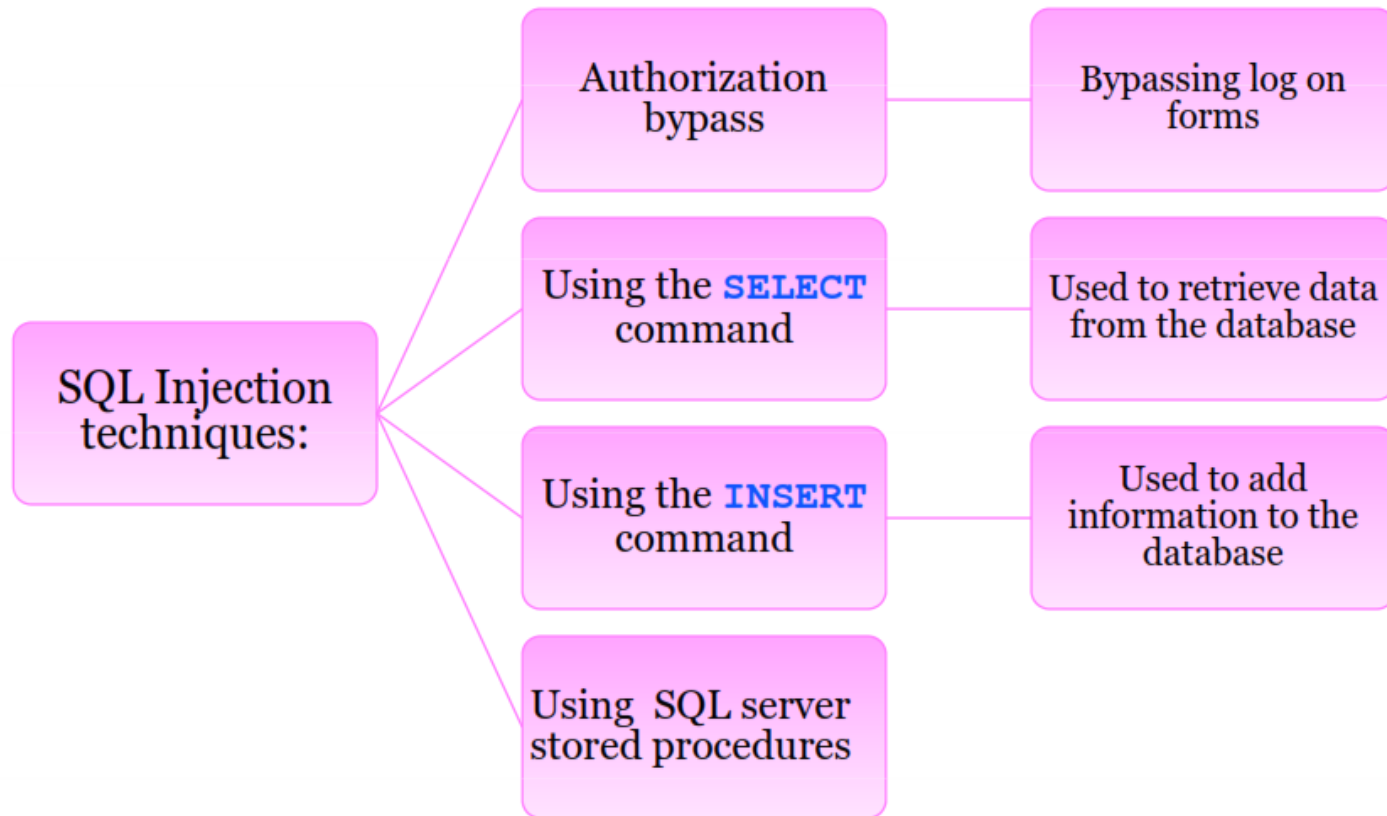 SQL Injection
techniques:
Authorization
bypass
Bypassing log on
forms
Using the SELECT
command
Used to retrieve data
from the database
Using the INSERT
command
Used to add
information to the
database
Using  SQL server
stored procedures